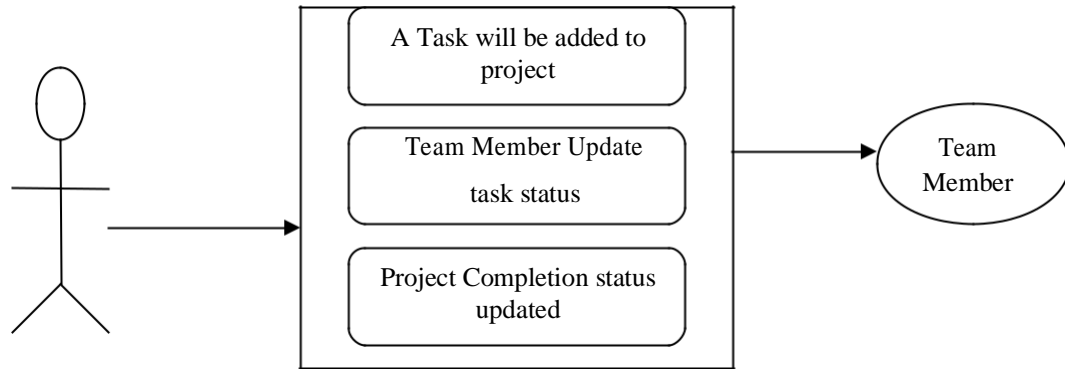 A Task will be added to
project
Team Member Update
task status
Project Completion status
updated
Team
Member